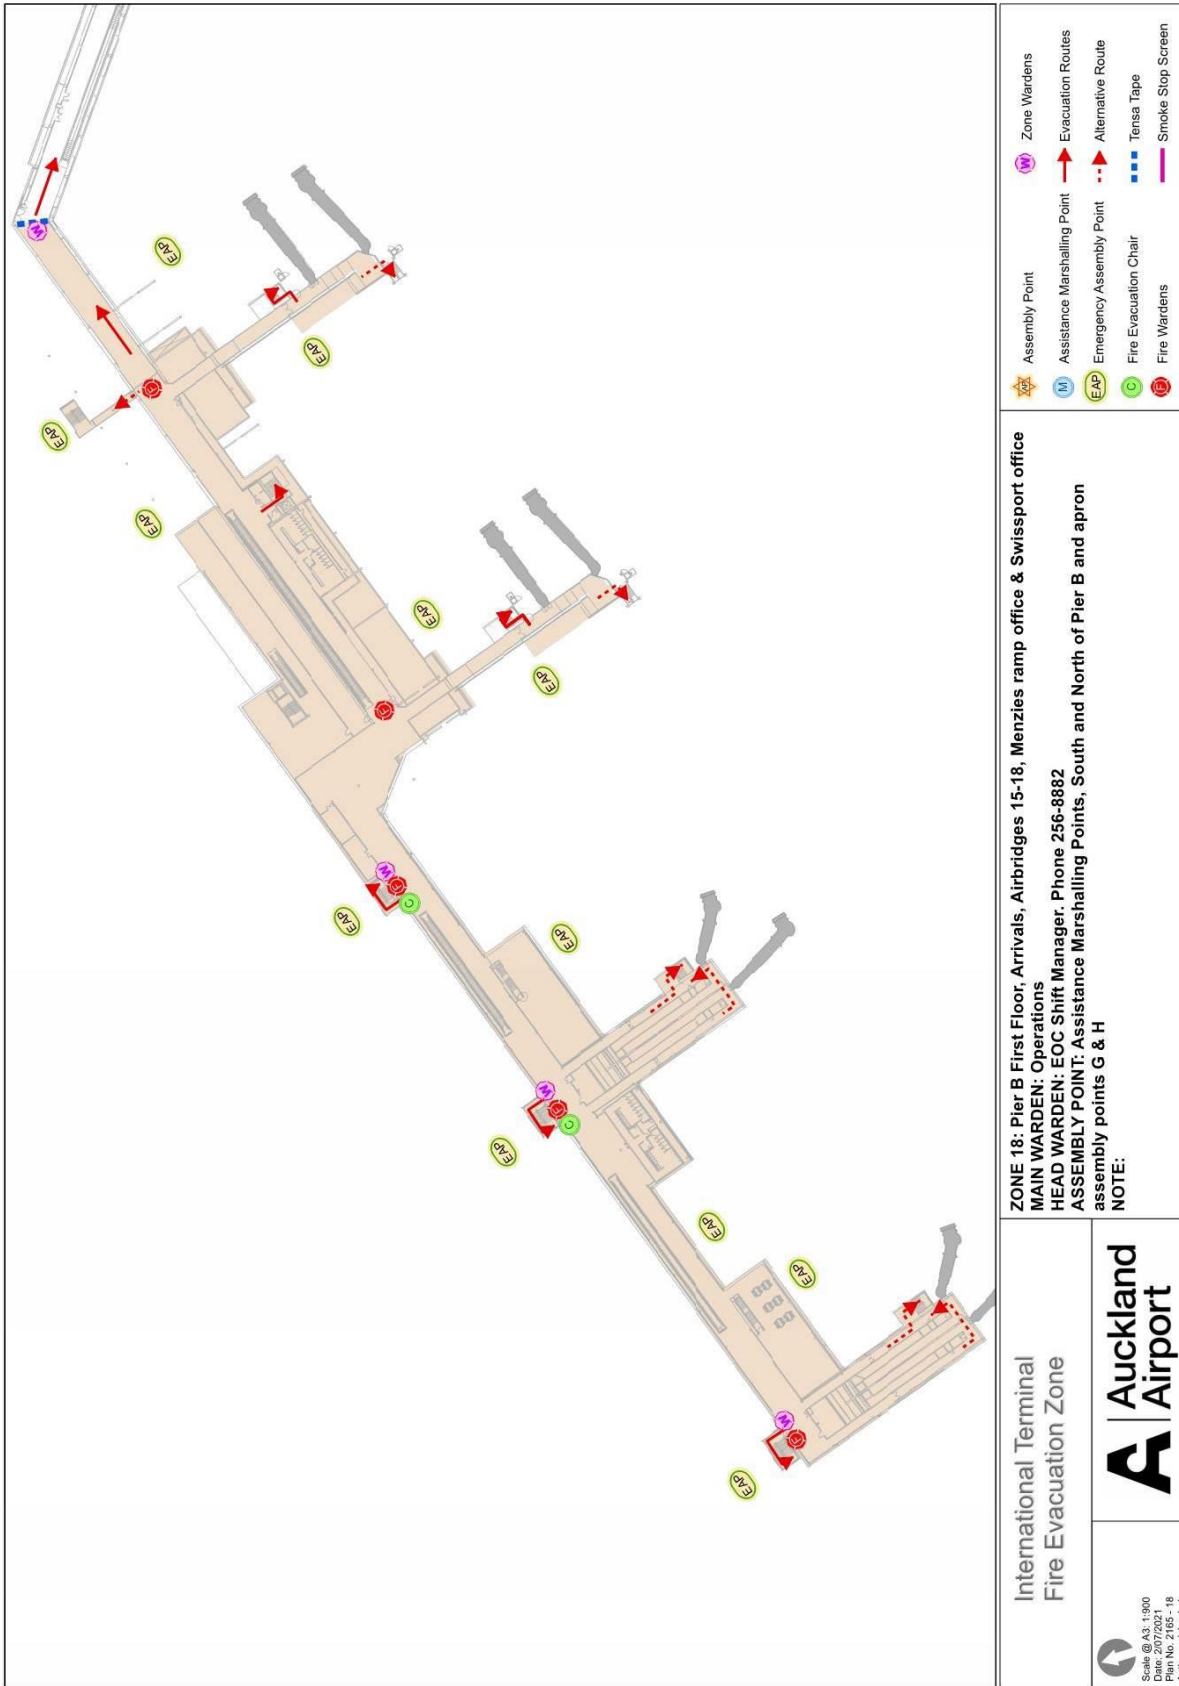 W
EAP
EAP
F
EAP
EAP
EAP
F
EAP
W
F
C
EAP
EAP
W
F
C
EAP
EAP
EAP
W
F
EAP
International Terminal
Fire Evacuation Zone
Scale @ A3: 1:900
Date: 2/07/2021
Plan No. 2165 - 18
A | Auckland
Airport
ZONE 18: Pier B First Floor, Arrivals, Airbridges 15-18, Menzies ramp office & Swissport office
MAIN WARDEN: Operations
HEAD WARDEN: EOC Shift Manager. Phone 256-8882
ASSEMBLY POINT: Assistance Marshalling Points, South and North of Pier B and apron
assembly points G & H
NOTE:
AP Assembly Point
M Assistance Marshalling Point
EAP Emergency Assembly Point
C Fire Evacuation Chair
F Fire Wardens
W Zone Wardens
Evacuation Routes
Alternative Route
Tensa Tape
Smoke Stop Screen